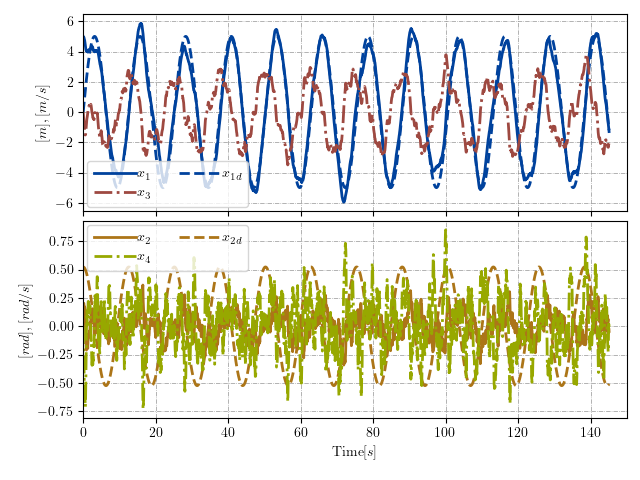 6
4
2
0
−2
−4
−6
[m], [m/s]
x1 x1d
x3
0.75
0.50
0.25
0.00
−0.25
−0.50
−0.75
[rad], [rad/s]
x2 x2d
x4
0 20 40 60 80 100 120 140
Time[s]